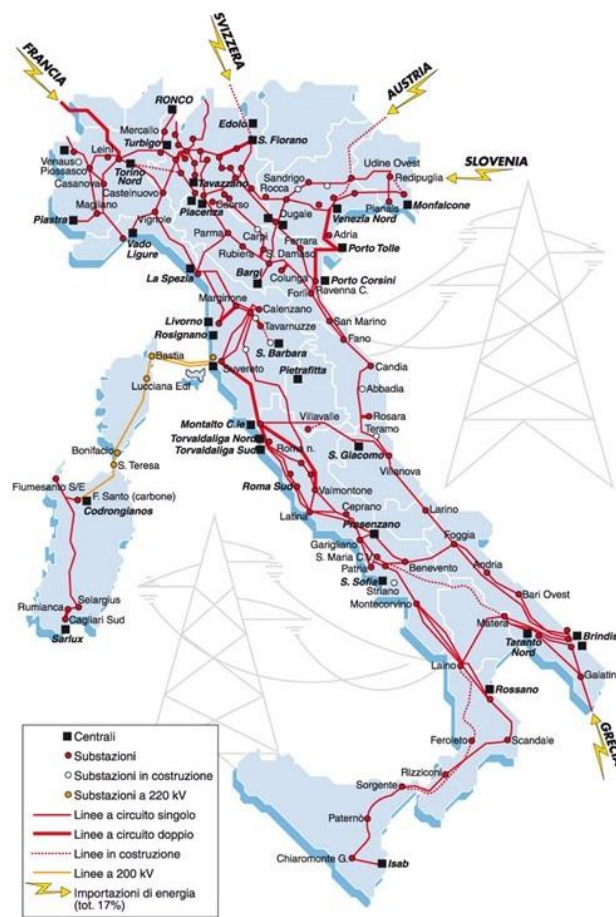 FRANCIA
SVIZZERA
AUSTRIA
SLOVENIA
RONCO
Mercallo
Turbigo
Edolo
S. Fiorano
Leini
Venaus
Piossasco
Casanova
Torino
Nord
Castelnuovo
Magliano
Piastra
Vignole
Vado
Ligure
Tavazzano
Piacenza
Caorso
Parma
Rubiera
Carpi
S. Damaso
Bargi
Colunga
La Spezia
Sandrigo
Rocca
Dugale
Ferrara
Udine Ovest
Redipuglia
Planais
Monfalcone
Venezia Nord
Adria
Porto Tolle
Porto Corsini
Ravenna C.
Forlì
San Marino
Fano
Marginone
Calenzano
Livorno
Rosignano
Tavarnuzze
S. Barbara
Pietrafitta
Suvereto
Candia
Abbadia
Rosara
Teramo
Bastia
Lucciana Edf
Bonifacio
S. Teresa
Fiumesanto S/E
F. Santo (carbone)
Codrongianos
Rumianca
Selargius
Cagliari Sud
Sarlux
Montalto C.le
Torvaldaliga Nord
Torvaldaliga Sud
Villavalle
Roma n.
Roma Sud
S. Giacomo
Villanova
Valmontone
Latina
Ceprano
Presenzano
Garigliano
S. Maria C.V.
Patria
S. Sofia
Striano
Montecorvino
Larino
Foggia
Benevento
Andria
Bari Ovest
Matera
Taranto
Nord
Brindisi
Galatina
Laino
Rossano
Feroleto
Scandale
Rizziconi
Sorgente
Paternò
Chiaromonte G.
Isab
GRECIA
Centrali
Substazioni
Substazioni in costruzione
Substazioni a 220 kV
Linee a circuito singolo
Linee a circuito doppio
Linee in costruzione
Linee a 200 kV
Importazioni di energia
(tot. 17%)